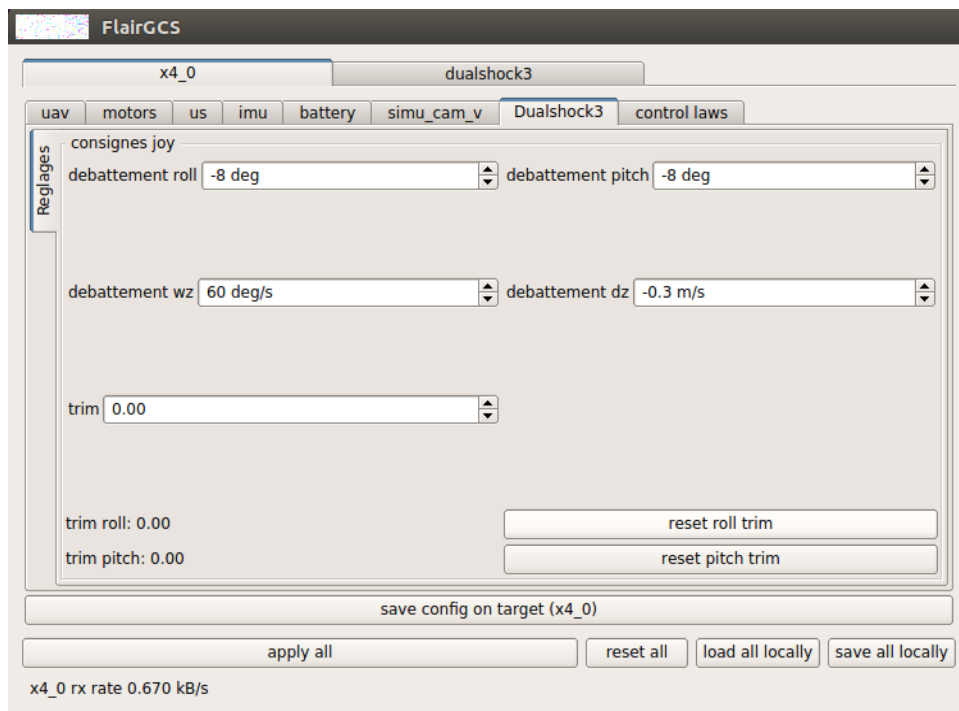 FlairGCS
x4_0 dualshock3
uav motors us imu battery simu_cam_v Dualshock3 control laws
Reglages
consignes joy
debattement roll -8 deg debattement pitch -8 deg
debattement wz 60 deg/s debattement dz -0.3 m/s
trim 0.00
trim roll: 0.00 reset roll trim
trim pitch: 0.00 reset pitch trim
save config on target (x4_0)
apply all reset all load all locally save all locally
x4_0 rx rate 0.670 kB/s